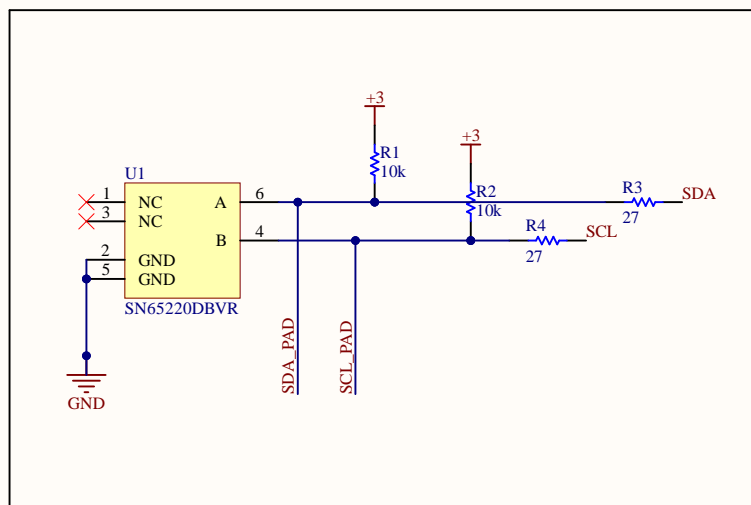 +3
+3
R1
10k
U1
1
NC
A
6
R2
10k
R3
27
SDA
3
NC
B
4
R4
27
SCL
2
GND
5
GND
SN65220DBVR
SDA_PAD
SCL_PAD
GND